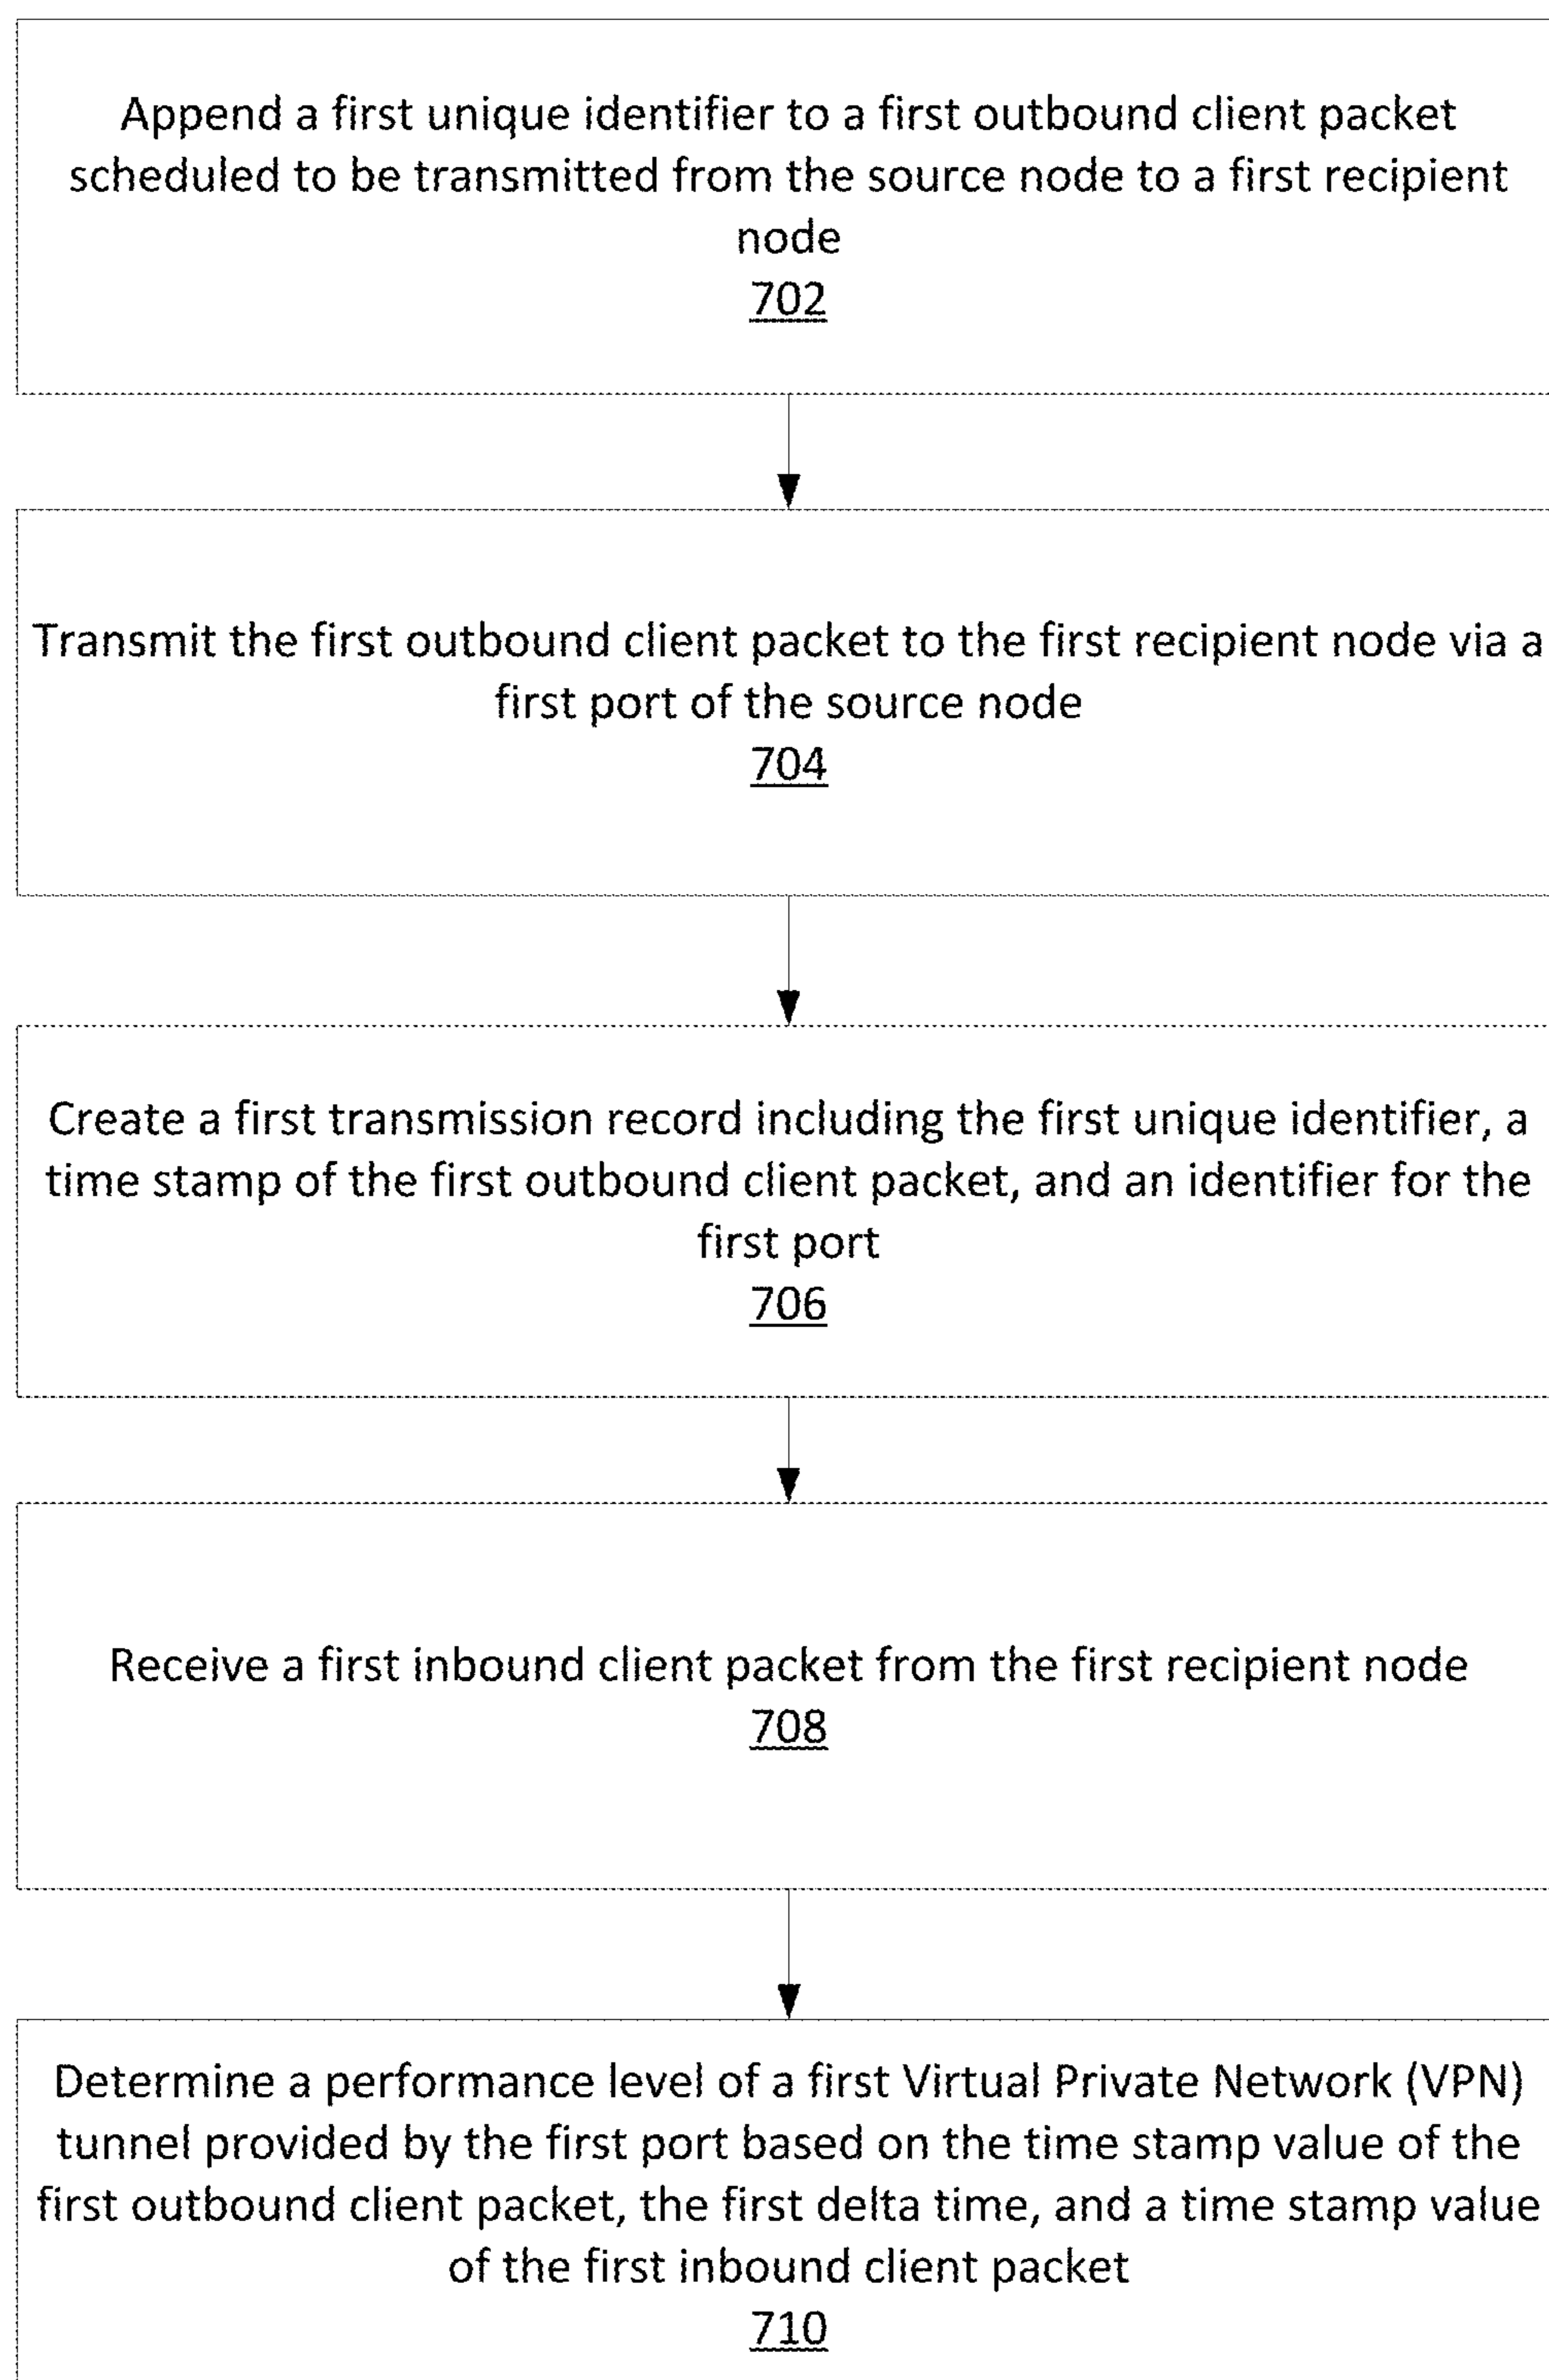 Append a first unique identifier to a first outbound client packet
scheduled to be transmitted from the source node to a first recipient
node
702
Transmit the first outbound client packet to the first recipient node via a
first port of the source node
704
Create a first transmission record including the first unique identifier, a
time stamp of the first outbound client packet, and an identifier for the
first port
706
Receive a first inbound client packet from the first recipient node
708
Determine a performance level of a first Virtual Private Network (VPN)
tunnel provided by the first port based on the time stamp value of the
first outbound client packet, the first delta time, and a time stamp value
of the first inbound client packet
710